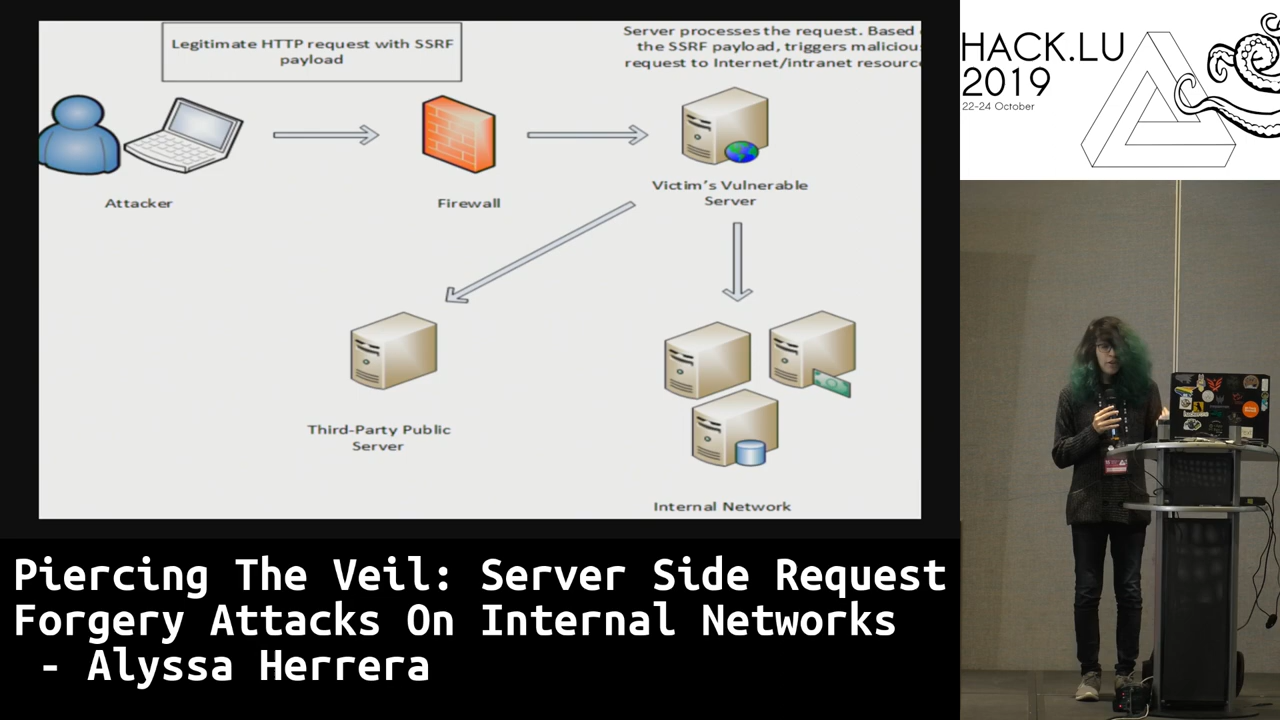 Legitimate HTTP request with SSRF
payload
Server processes the request. Based
the SSRF payload, triggers maliciou
request to Internet/intranet resourc
Attacker
Firewall
Victim's Vulnerable
Server
Third-Party Public
Server
Internal Network
HACK.LU
2019
22-24 October
Piercing The Veil: Server Side Request
Forgery Attacks On Internal Networks
- Alyssa Herrera